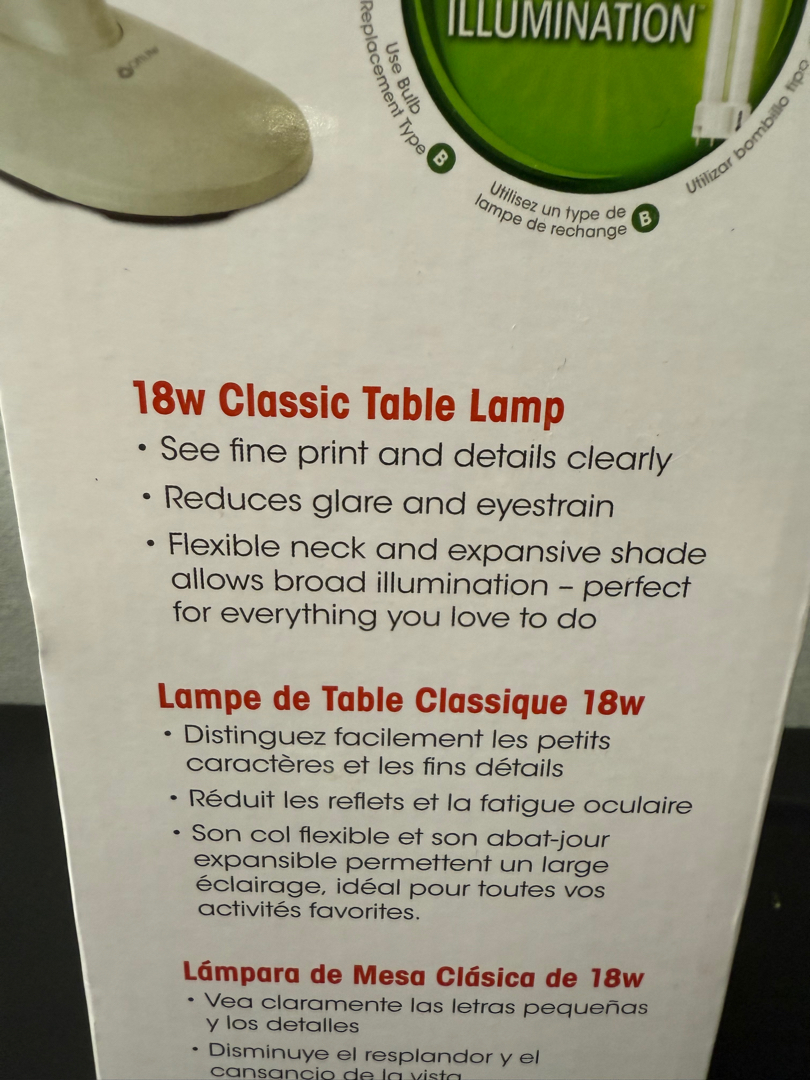 ILLUMINATION
Use Bulb
Replacement Type B
Utilisez un type de
lampe de rechange B
Utilizar bombillo tipo
18w Classic Table Lamp
• See fine print and details clearly
• Reduces glare and eyestrain
• Flexible neck and expansive shade
allows broad illumination – perfect
for everything you love to do
Lampe de Table Classique 18w
• Distinguez facilement les petits
caractères et les fins détails
• Réduit les reflets et la fatigue oculaire
• Son col flexible et son abat-jour
expansible permettent un large
éclairage, idéal pour toutes vos
activités favorites.
Lámpara de Mesa Clásica de 18w
• Vea claramente las letras pequeñas
y los detalles
• Disminuye el resplandor y el
cansancio de la vista